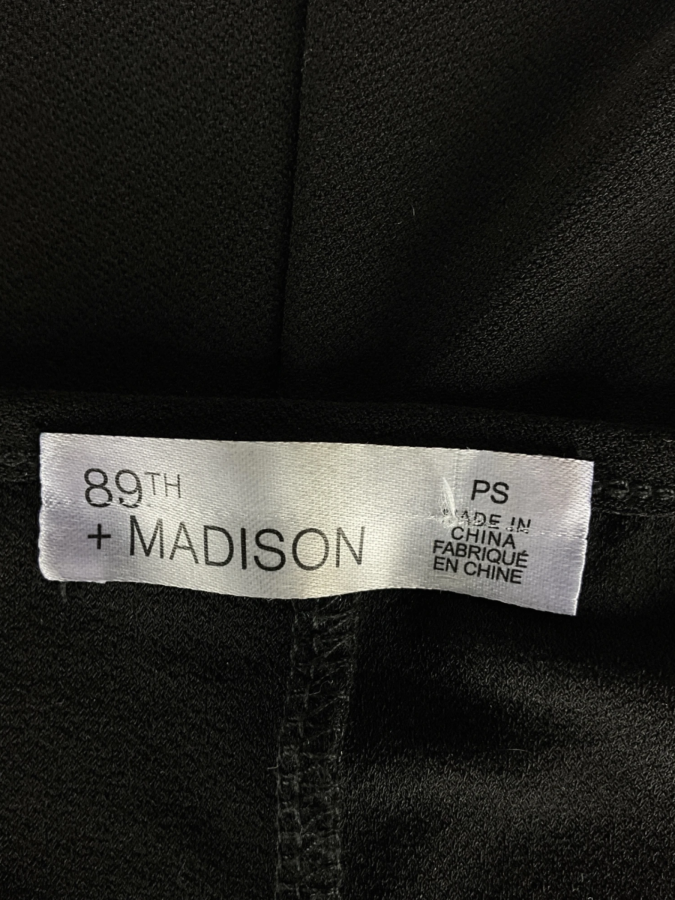 89TH
+ MADISON
PS
MADE IN
CHINA
FABRIQUÉ
EN CHINE